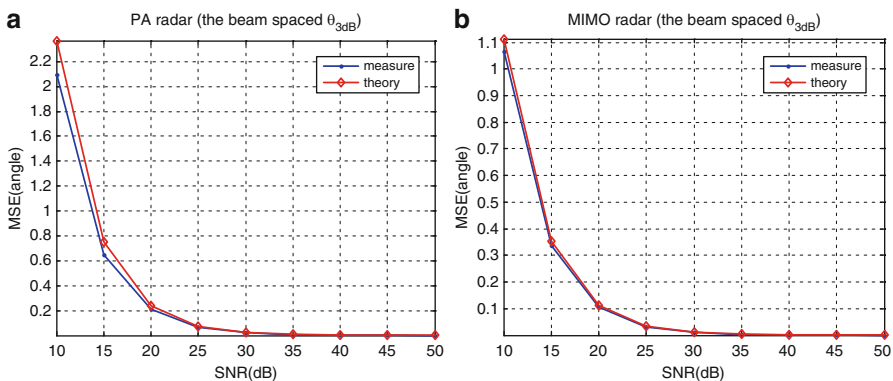 a
PA radar (the beam spaced θ3dB)
2.2
2
1.8
1.6
1.4
1.2
1
0.8
0.6
0.4
0.2
MSE(angle)
measure
theory
10 15 20 25 30 35 40 45 50
SNR(dB)
b
MIMO radar (the beam spaced θ3dB)
1.1
1
0.9
0.8
0.7
0.6
0.5
0.4
0.3
0.2
0.1
MSE(angle)
measure
theory
10 15 20 25 30 35 40 45 50
SNR(dB)